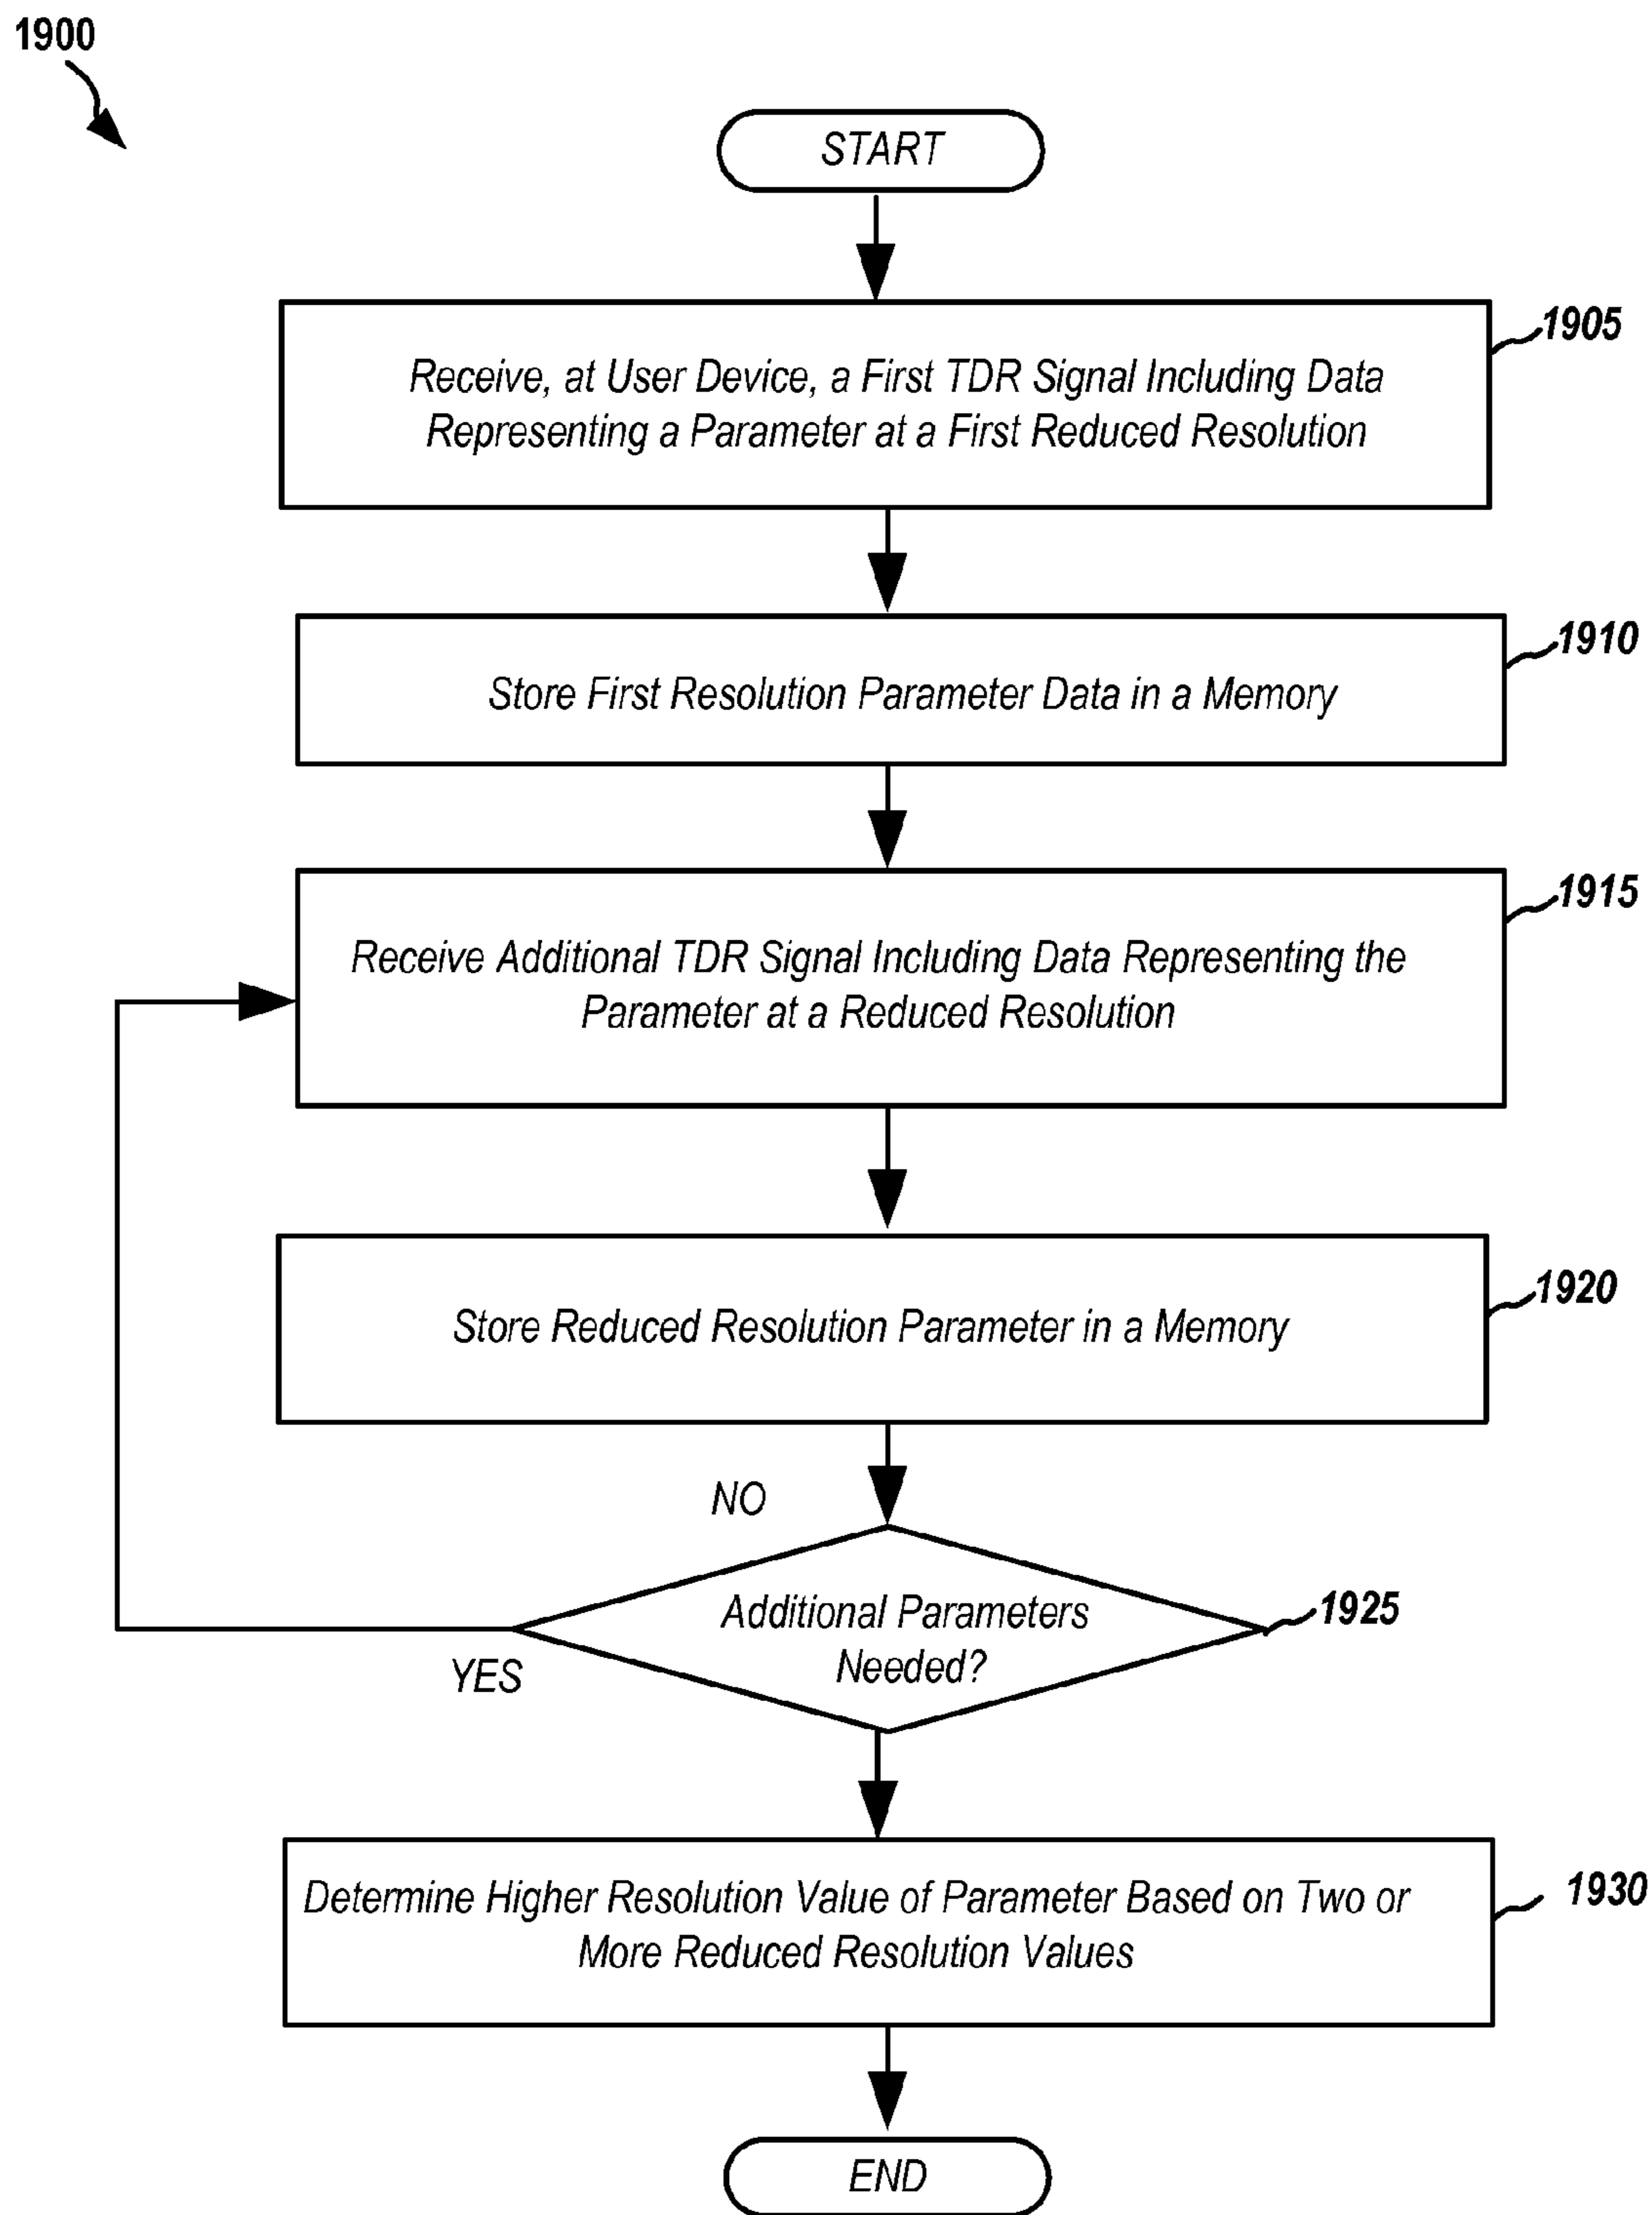 1900
START
Receive, at User Device, a First TDR Signal Including Data
Representing a Parameter at a First Reduced Resolution
1905
Store First Resolution Parameter Data in a Memory
1910
Receive Additional TDR Signal Including Data Representing the
Parameter at a Reduced Resolution
1915
Store Reduced Resolution Parameter in a Memory
1920
NO
Additional Parameters
Needed?
1925
YES
Determine Higher Resolution Value of Parameter Based on Two or
More Reduced Resolution Values
1930
END